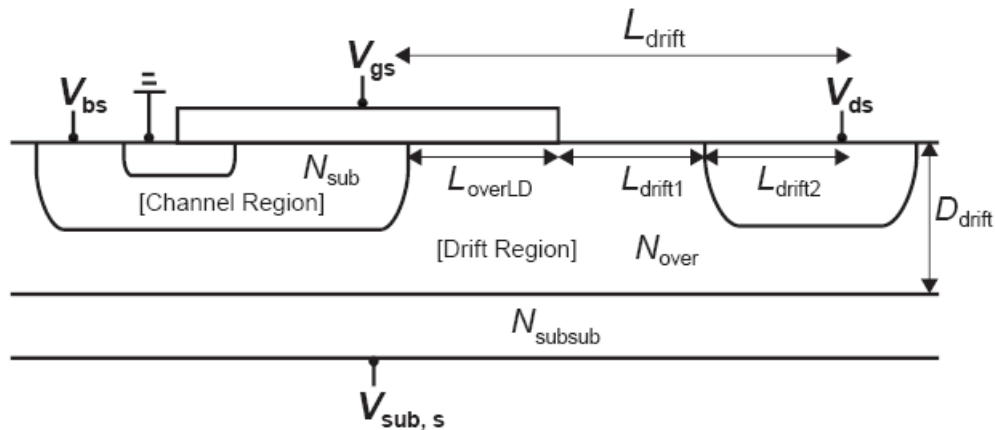 L_drift
V_gs
V_bs
V_ds
N_sub
L_overLD
L_drift1
L_drift2
[Channel Region]
D_drift
[Drift Region]
N_over
N_subsub
V_sub, s